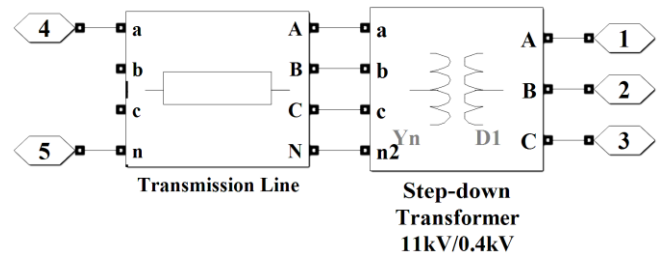 4 a A a A 1
b B b B 2
c C c C 3
5 n N n2
Yn D1
Transmission Line
Step-down
Transformer
11kV/0.4kV